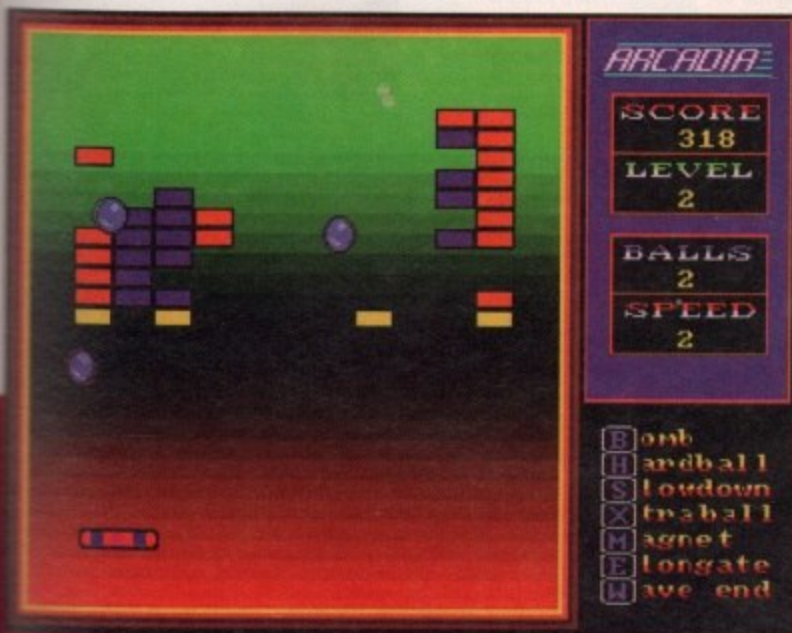 ARCADIA
SCORE
318
LEVEL
2
BALLS
2
SPEED
2
Bomb
Hardball
Slowdown
Xtraball
Magnet
Elongate
Wave end